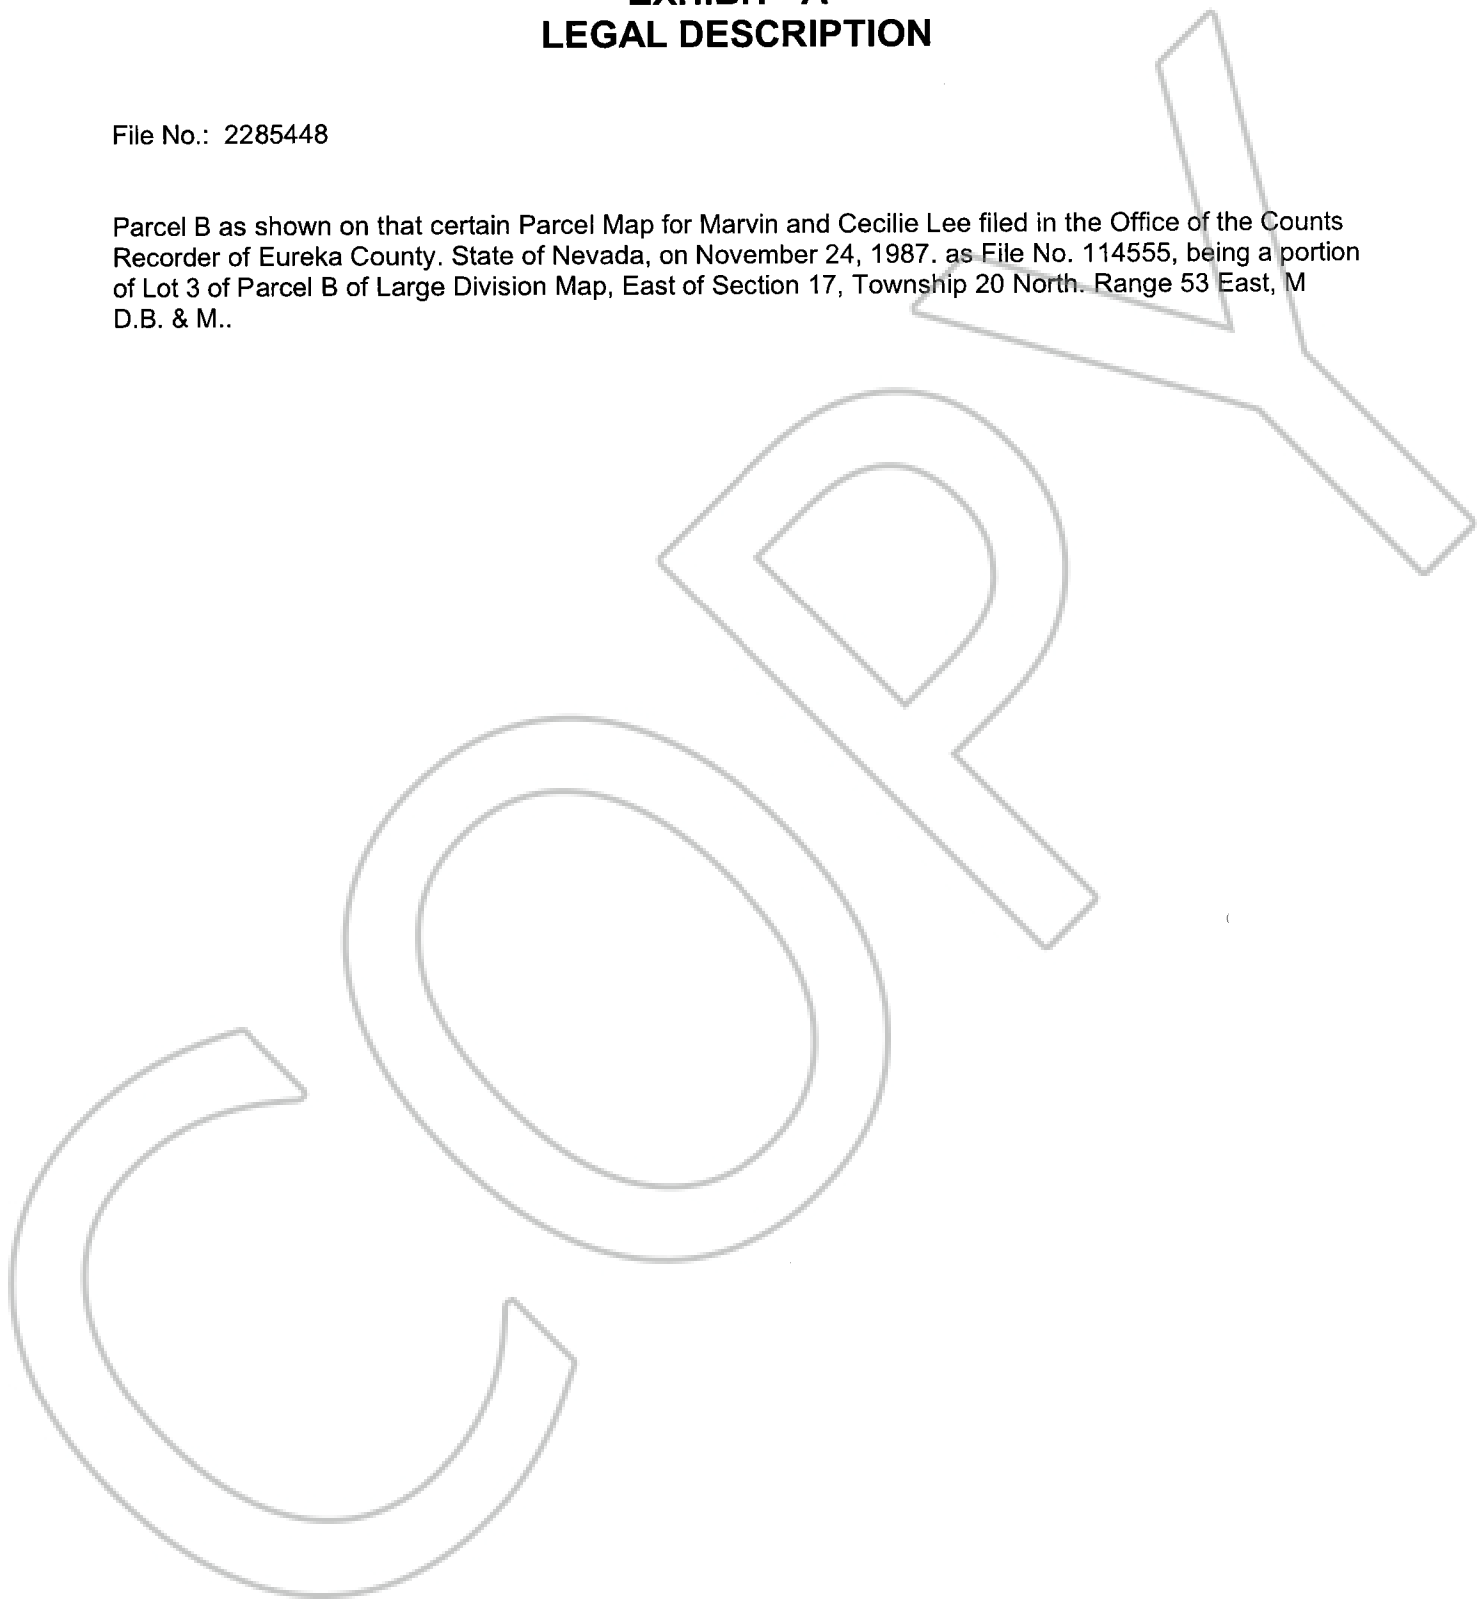 EXHIBIT "A"
LEGAL DESCRIPTION
File No.: 2285448
Parcel B as shown on that certain Parcel Map for Marvin and Cecilie Lee filed in the Office of the Counts
Recorder of Eureka County. State of Nevada, on November 24, 1987. as File No. 114555, being a portion
of Lot 3 of Parcel B of Large Division Map, East of Section 17, Township 20 North. Range 53 East, M
D.B. & M..
COPY